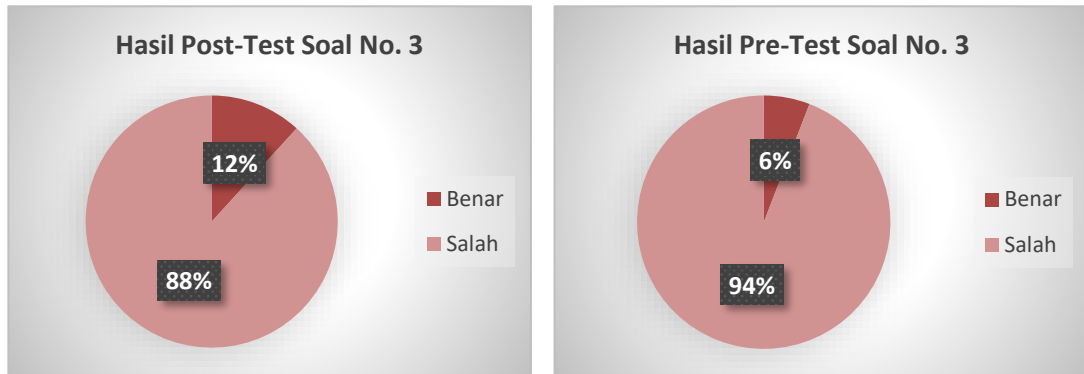 Hasil Post-Test Soal No. 3
12%
88%
Benar
Salah
Hasil Pre-Test Soal No. 3
6%
94%
Benar
Salah